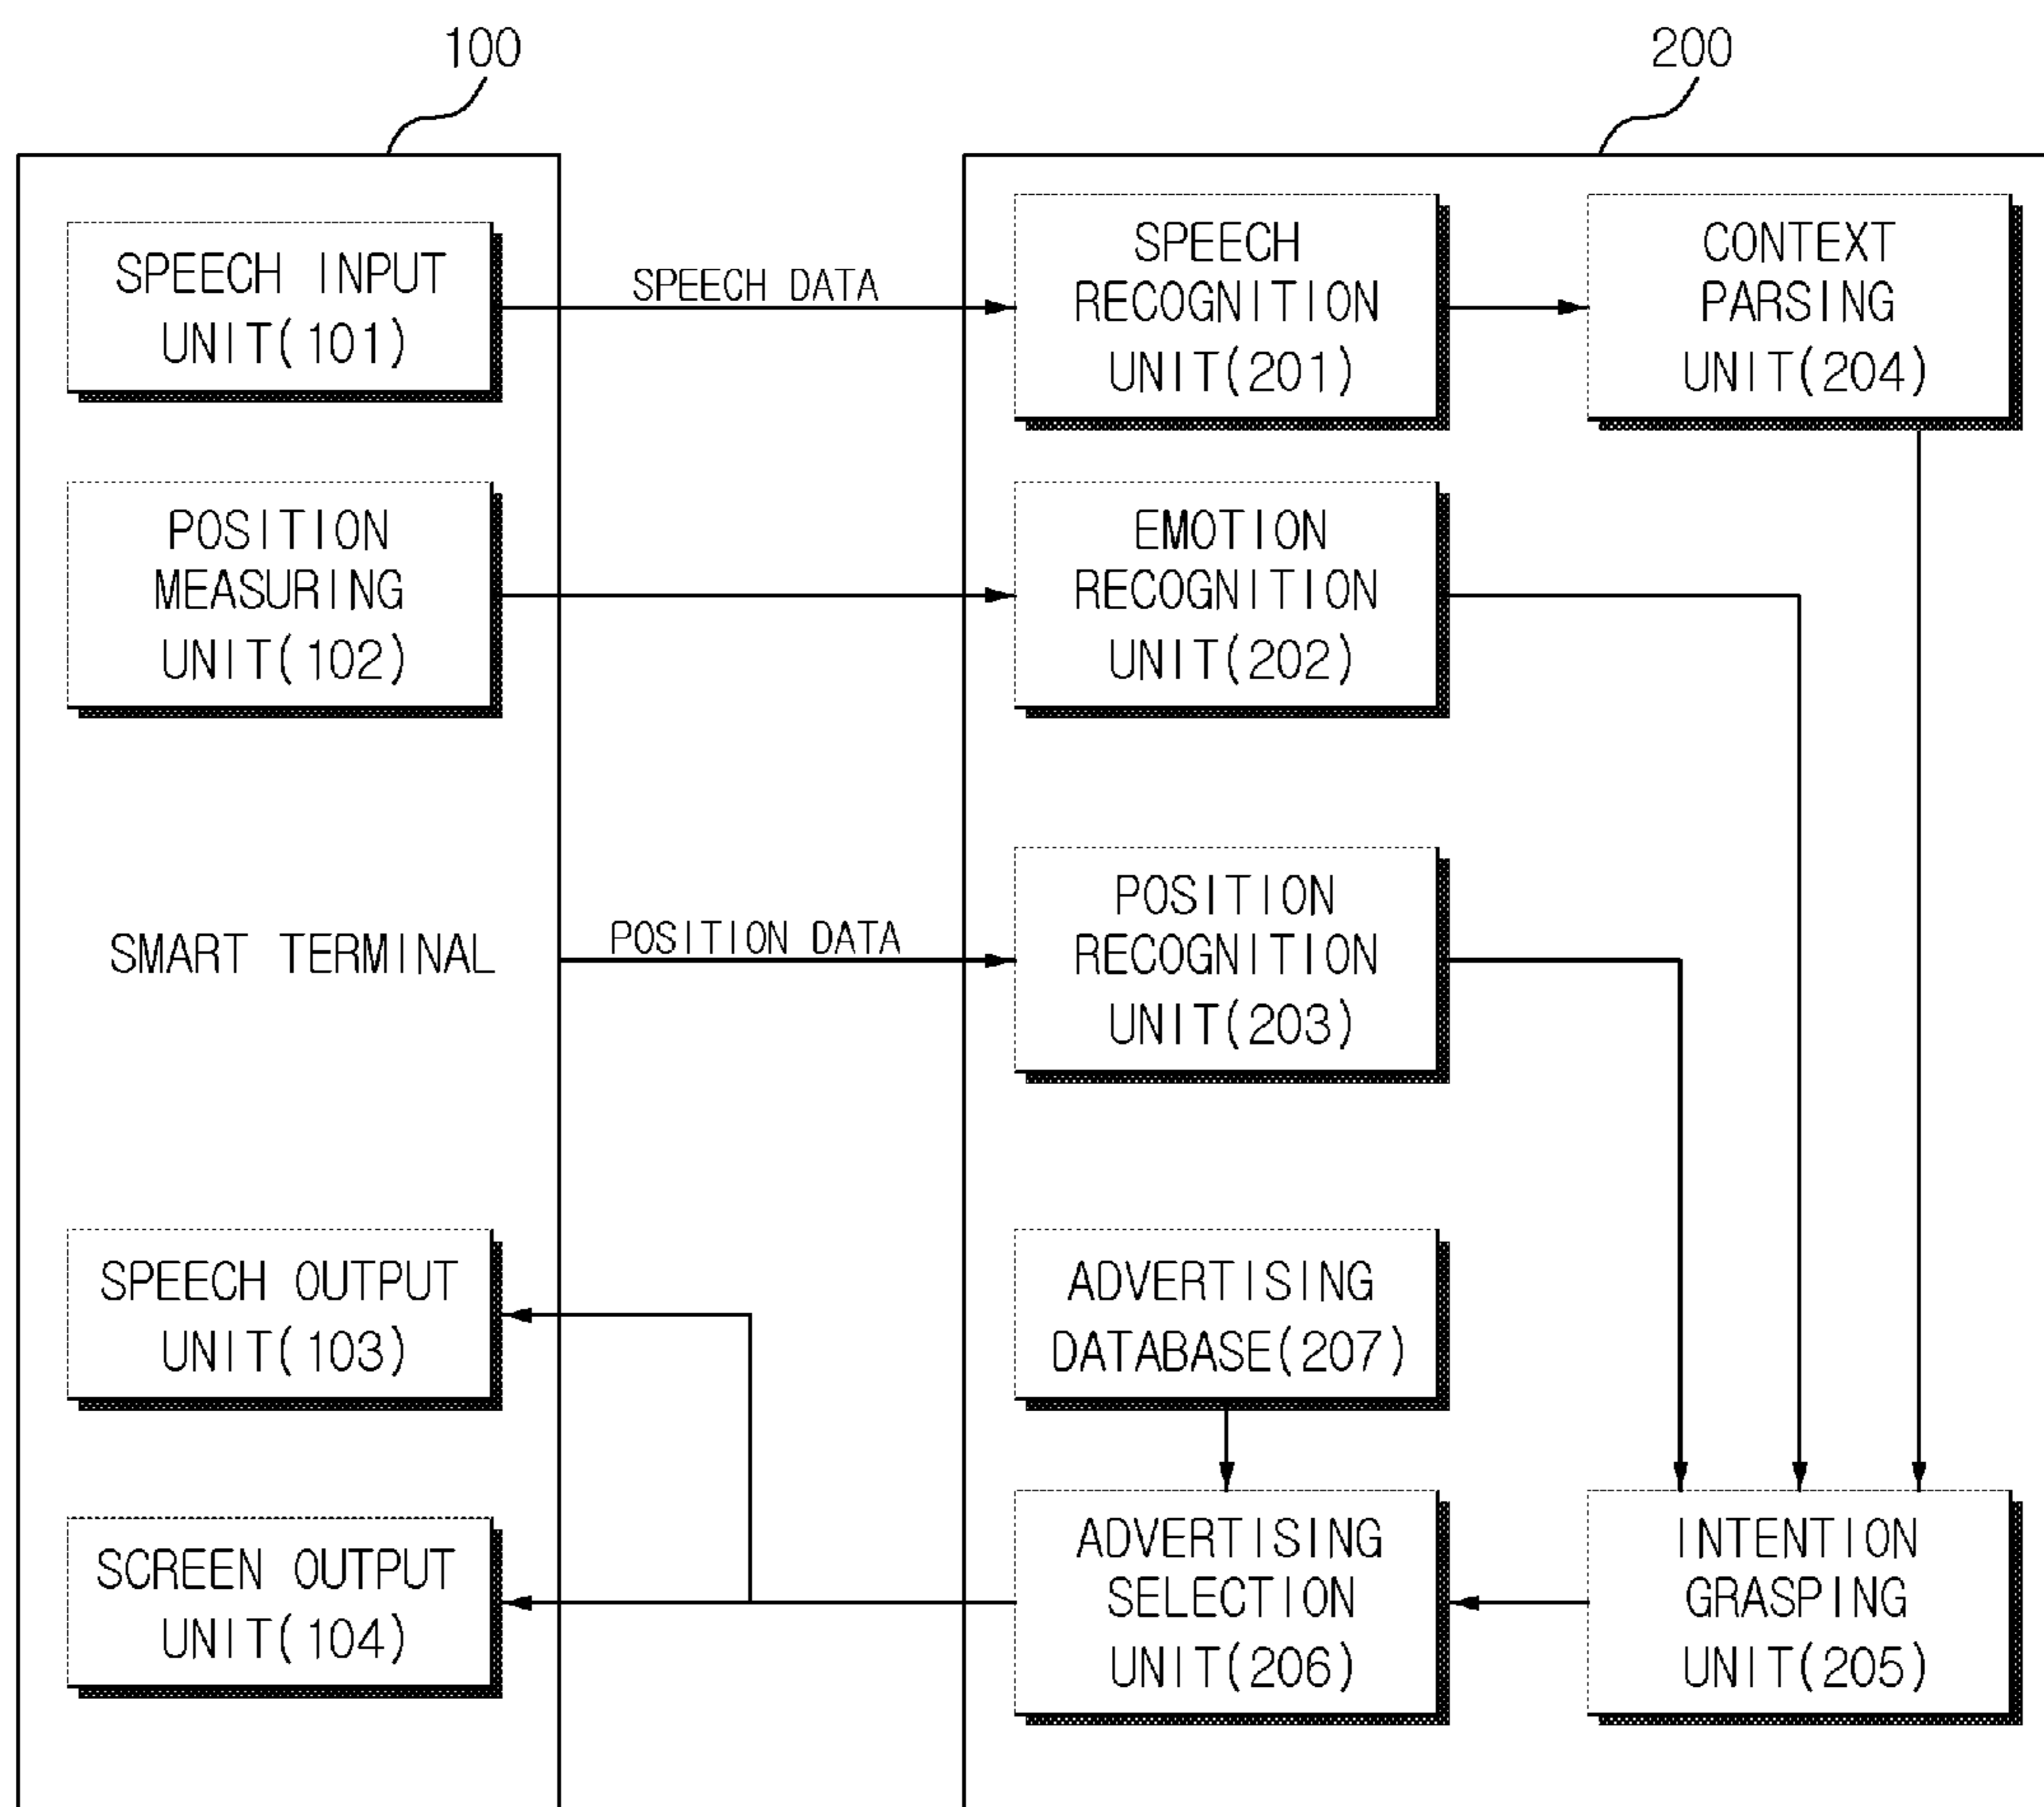 100
200
SPEECH INPUT
UNIT(101)
SPEECH DATA
SPEECH
RECOGNITION
UNIT(201)
CONTEXT
PARSING
UNIT(204)
POSITION
MEASURING
UNIT(102)
EMOTION
RECOGNITION
UNIT(202)
SMART TERMINAL
POSITION DATA
POSITION
RECOGNITION
UNIT(203)
SPEECH OUTPUT
UNIT(103)
ADVERTISING
DATABASE(207)
SCREEN OUTPUT
UNIT(104)
ADVERTISING
SELECTION
UNIT(206)
INTENTION
GRASPING
UNIT(205)